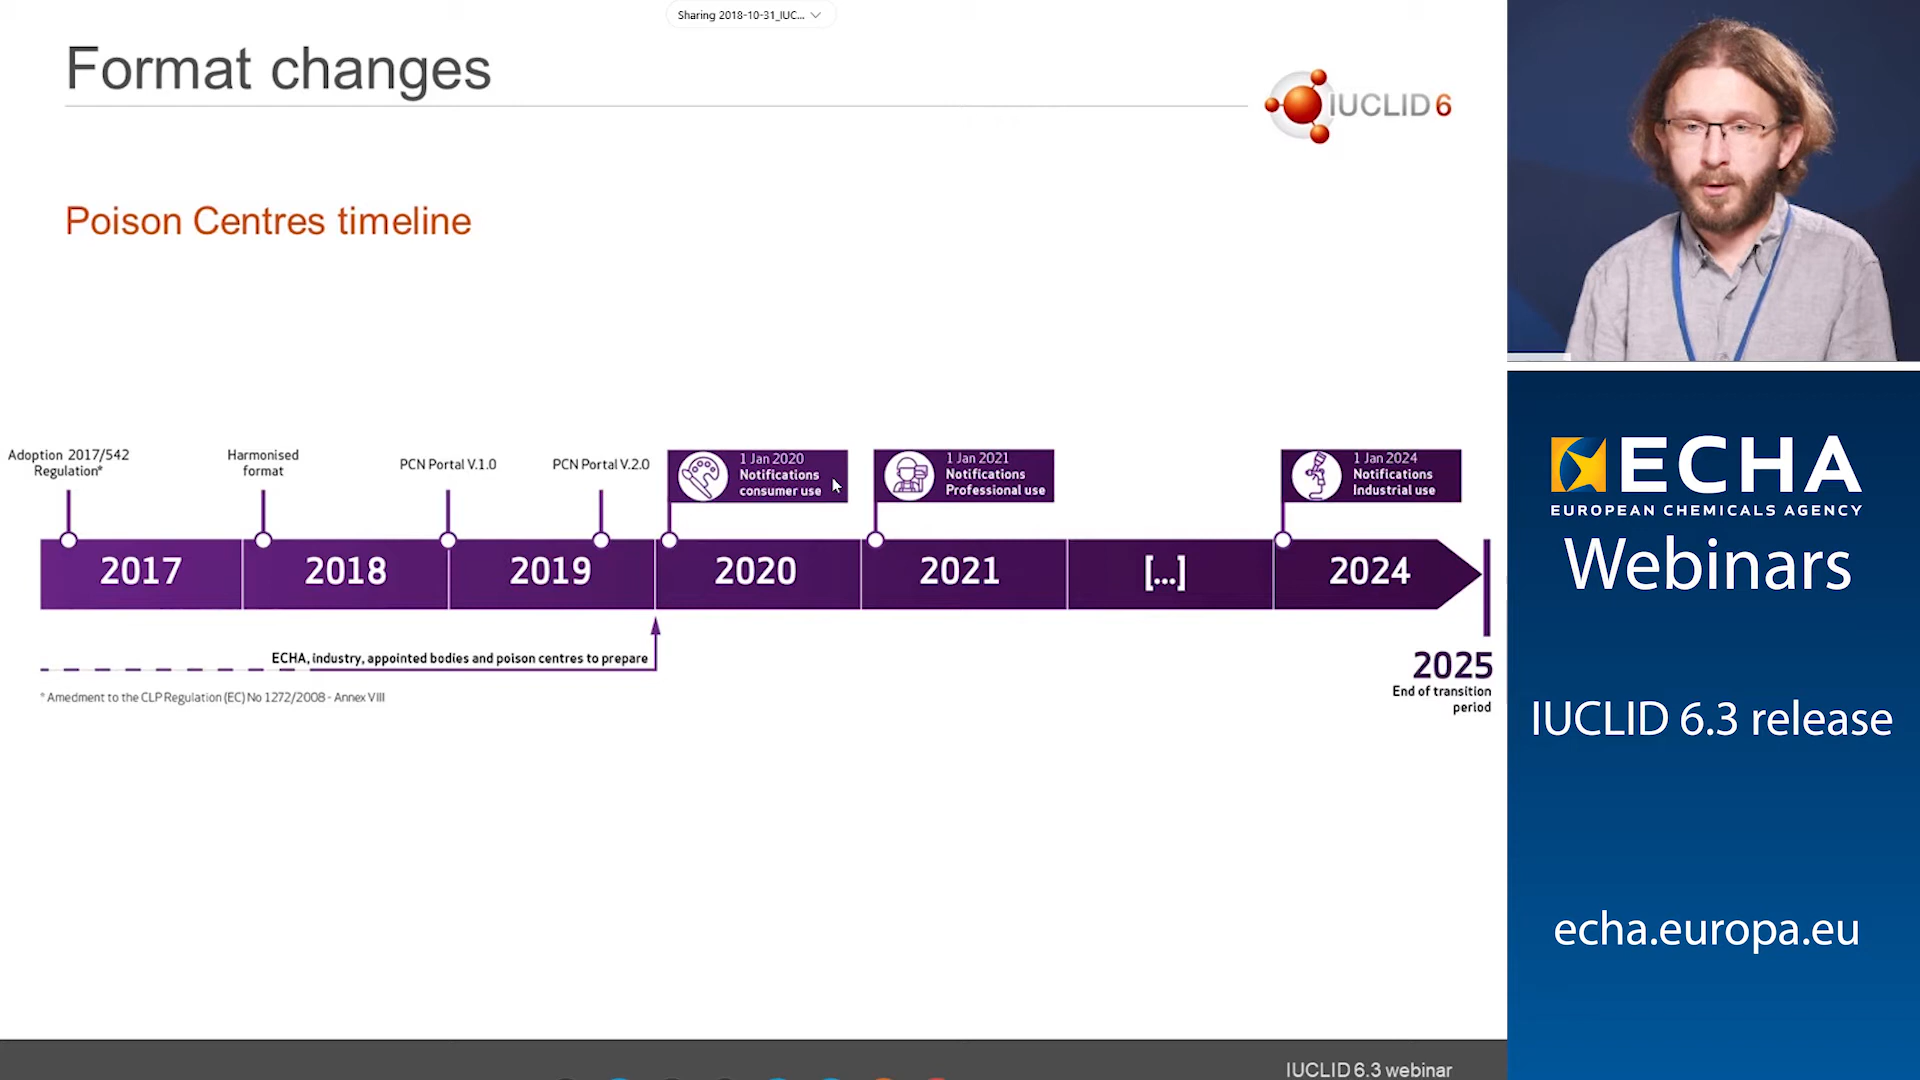 Sharing 2018-10-31_IUC...
Format changes
IUCLID 6
Poison Centres timeline
Adoption 2017/542
Regulation*
Harmonised
format
PCN Portal V.1.0
PCN Portal V.2.0
1 Jan 2020
Notifications
consumer use
1 Jan 2021
Notifications
Professional use
1 Jan 2024
Notifications
Industrial use
2017
2018
2019
2020
2021
[...]
2024
ECHA, industry, appointed bodies and poison centres to prepare
2025
End of transition
period
* Amedment to the CLP Regulation (EC) No 1272/2008 - Annex VIII
IUCLID 6.3 webinar
ECHA
EUROPEAN CHEMICALS AGENCY
Webinars
IUCLID 6.3 release
echa.europa.eu